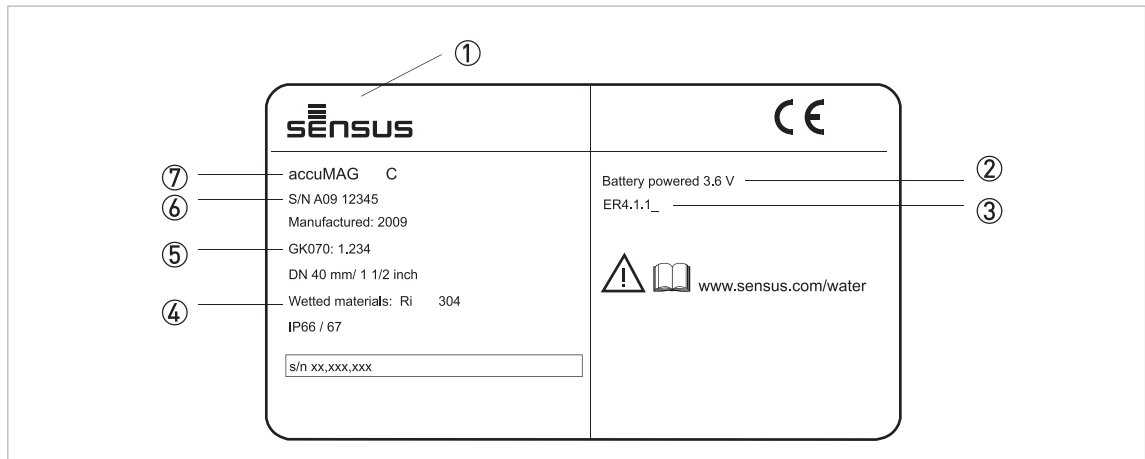 ①
sensus
CE
⑦
accuMAG C
⑥
S/N A09 12345
Manufactured: 2009
⑤
GK070: 1.234
DN 40 mm/ 1 1/2 inch
④
Wetted materials: Ri 304
IP66 / 67
s/n xx,xxx,xxx
Battery powered 3.6 V
②
ER4.1.1_
③
www.sensus.com/water